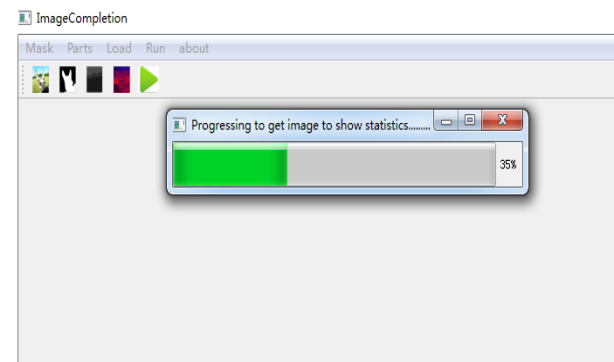 ImageCompletion
Mask Parts Load Run about
Progressing to get image to show statistics.........
35%